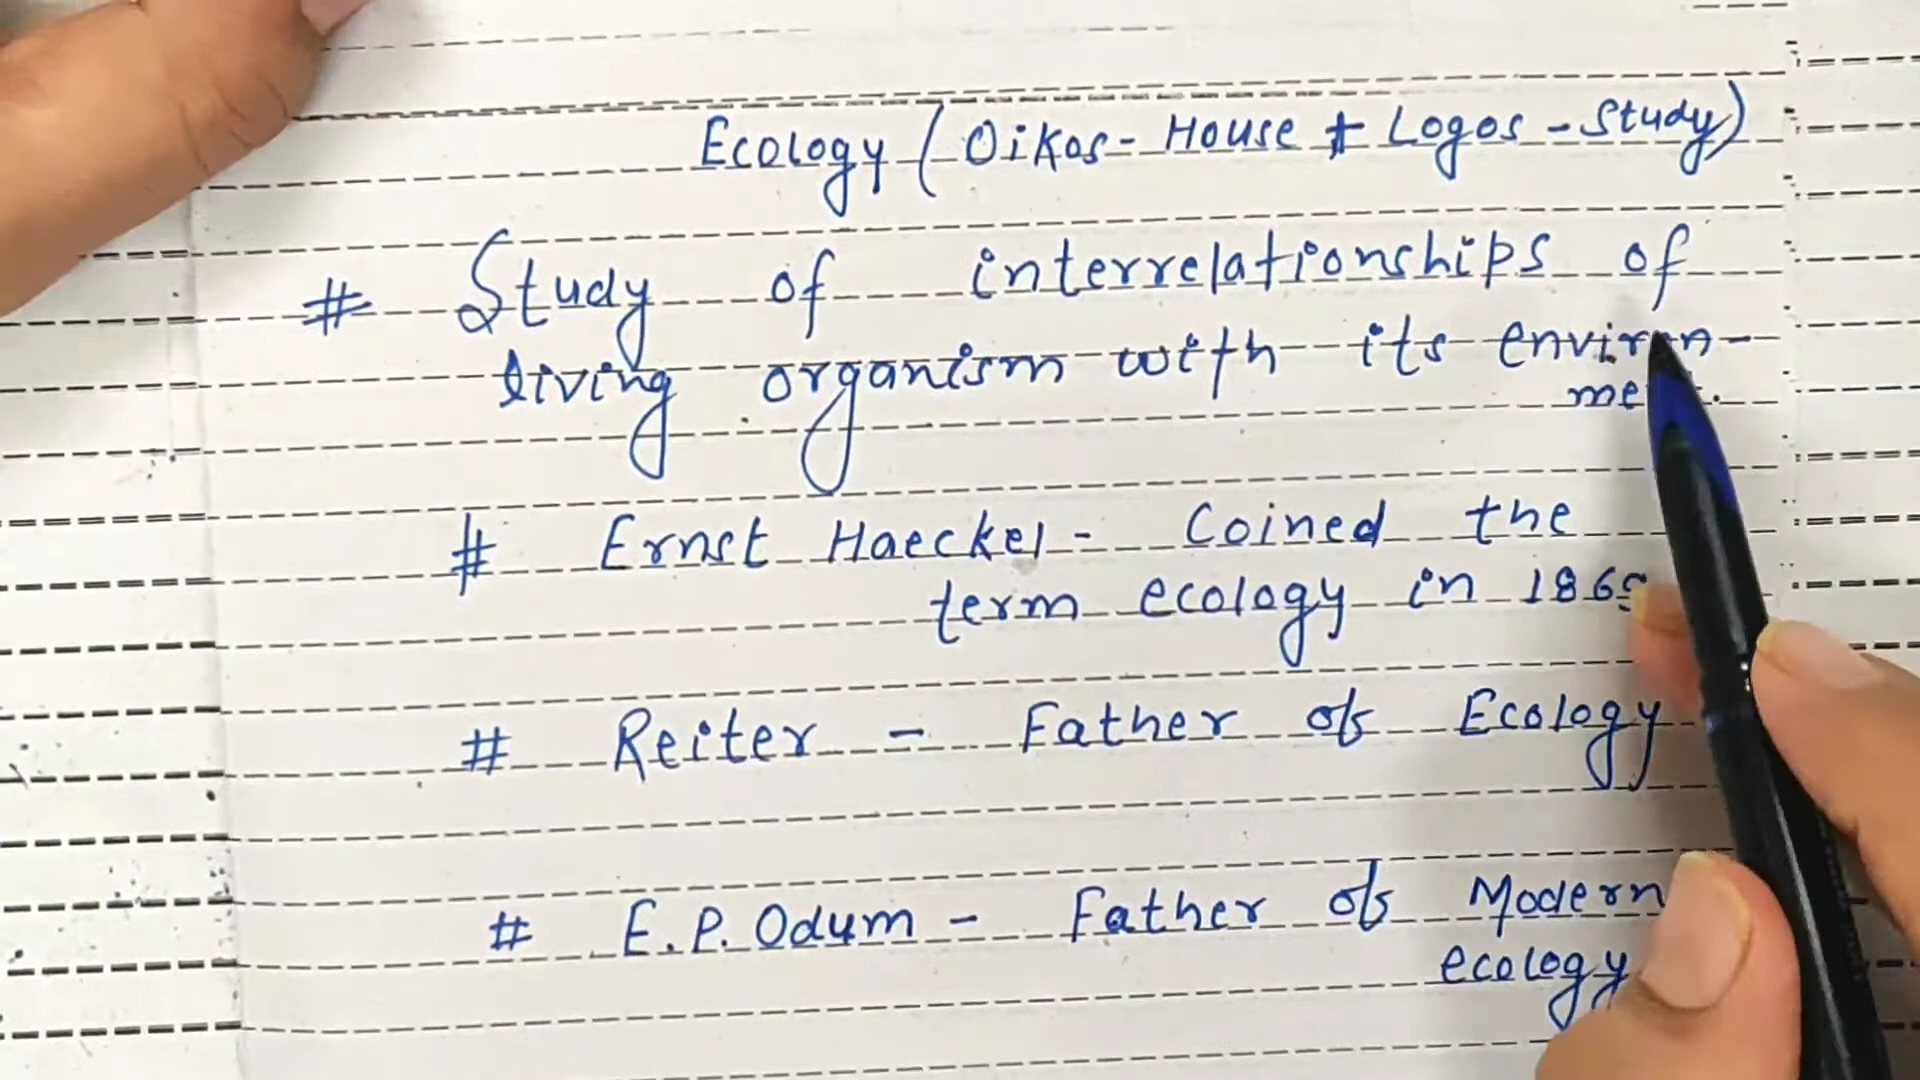 Ecology (Oikos - House + Logos - Study)
# Study of interrelationships of
living organism with its environ-
# Ernst Haeckel - Coined the
term ecology in
# Reiter - Father of Ecology
# E.P. Odum - Father of Modern
ecology